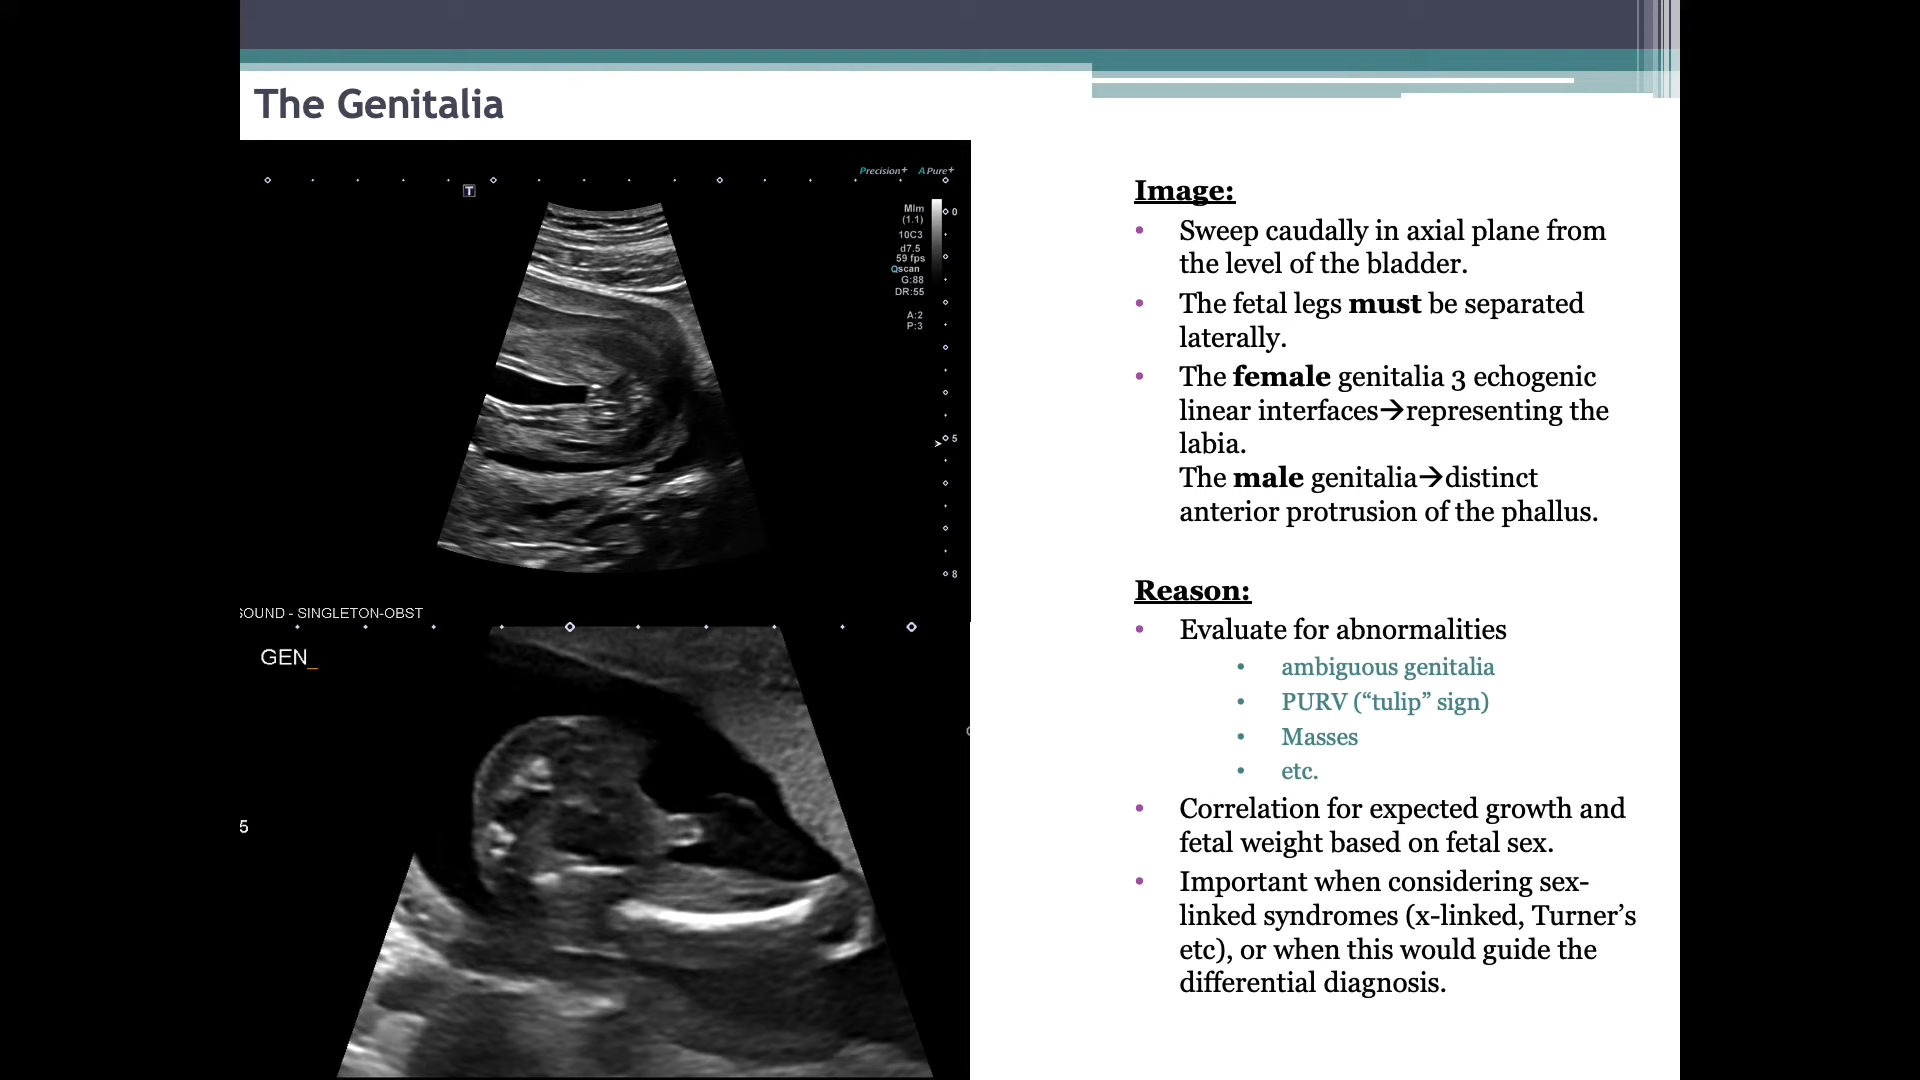 The Genitalia
Precision+ APure+
T
MIm
(1.1)
10C3
d7.5
59 fps
Qscan
G:88
DR:55
A:2
P:3
0
5
8
SOUND - SINGLETON-OBST
GEN_
5
Image:
• Sweep caudally in axial plane from
the level of the bladder.
• The fetal legs must be separated
laterally.
• The female genitalia 3 echogenic
linear interfaces→representing the
labia.
The male genitalia→distinct
anterior protrusion of the phallus.
Reason:
• Evaluate for abnormalities
• ambiguous genitalia
• PURV (“tulip” sign)
• Masses
• etc.
• Correlation for expected growth and
fetal weight based on fetal sex.
• Important when considering sex-
linked syndromes (x-linked, Turner’s
etc), or when this would guide the
differential diagnosis.